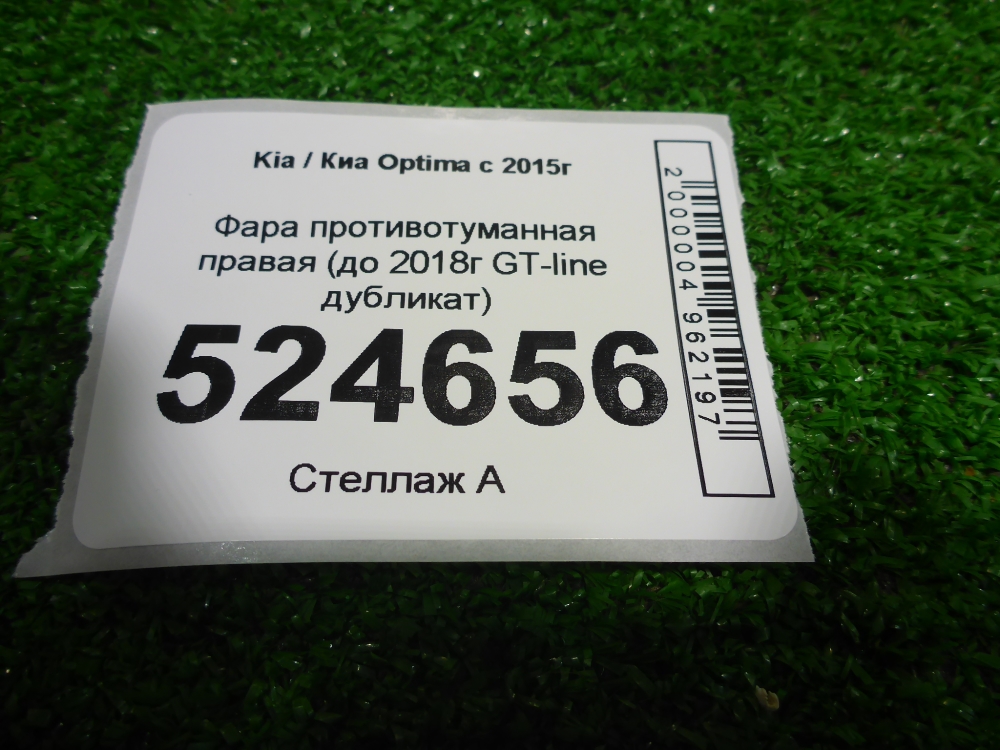 Kia / Киа Optima с 2015г
Фара противотуманная
правая (до 2018г GT-line
дубликат)
524656
Стеллаж А
2000004962197